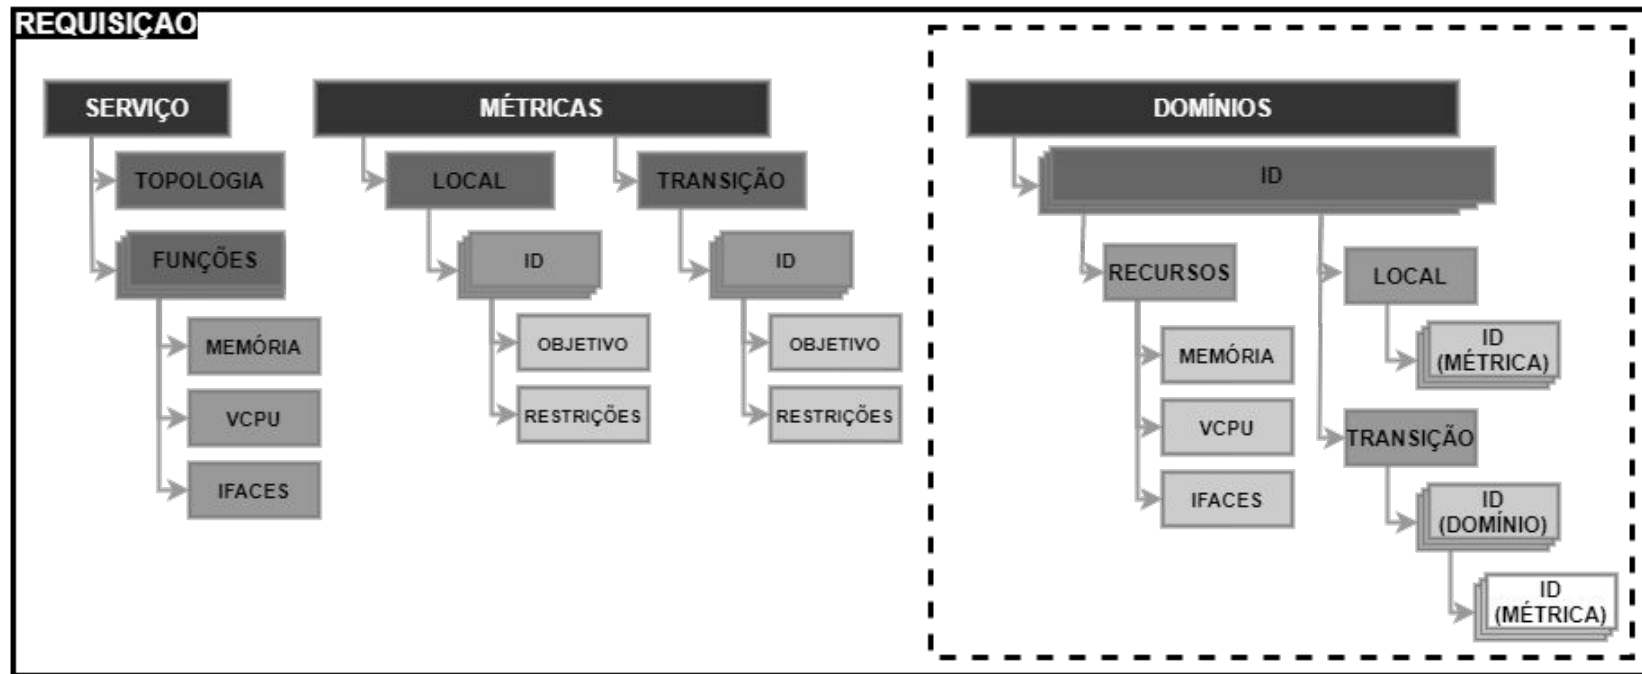 REQUISIÇÃO
SERVIÇO
TOPOLOGIA
FUNÇÕES
MEMÓRIA
VCPU
IFACES
MÉTRICAS
LOCAL
ID
OBJETIVO
RESTRIÇÕES
TRANSIÇÃO
ID
OBJETIVO
RESTRIÇÕES
DOMÍNIOS
ID
RECURSOS
MEMÓRIA
VCPU
IFACES
LOCAL
ID
(MÉTRICA)
TRANSIÇÃO
ID
(DOMÍNIO)
ID
(MÉTRICA)